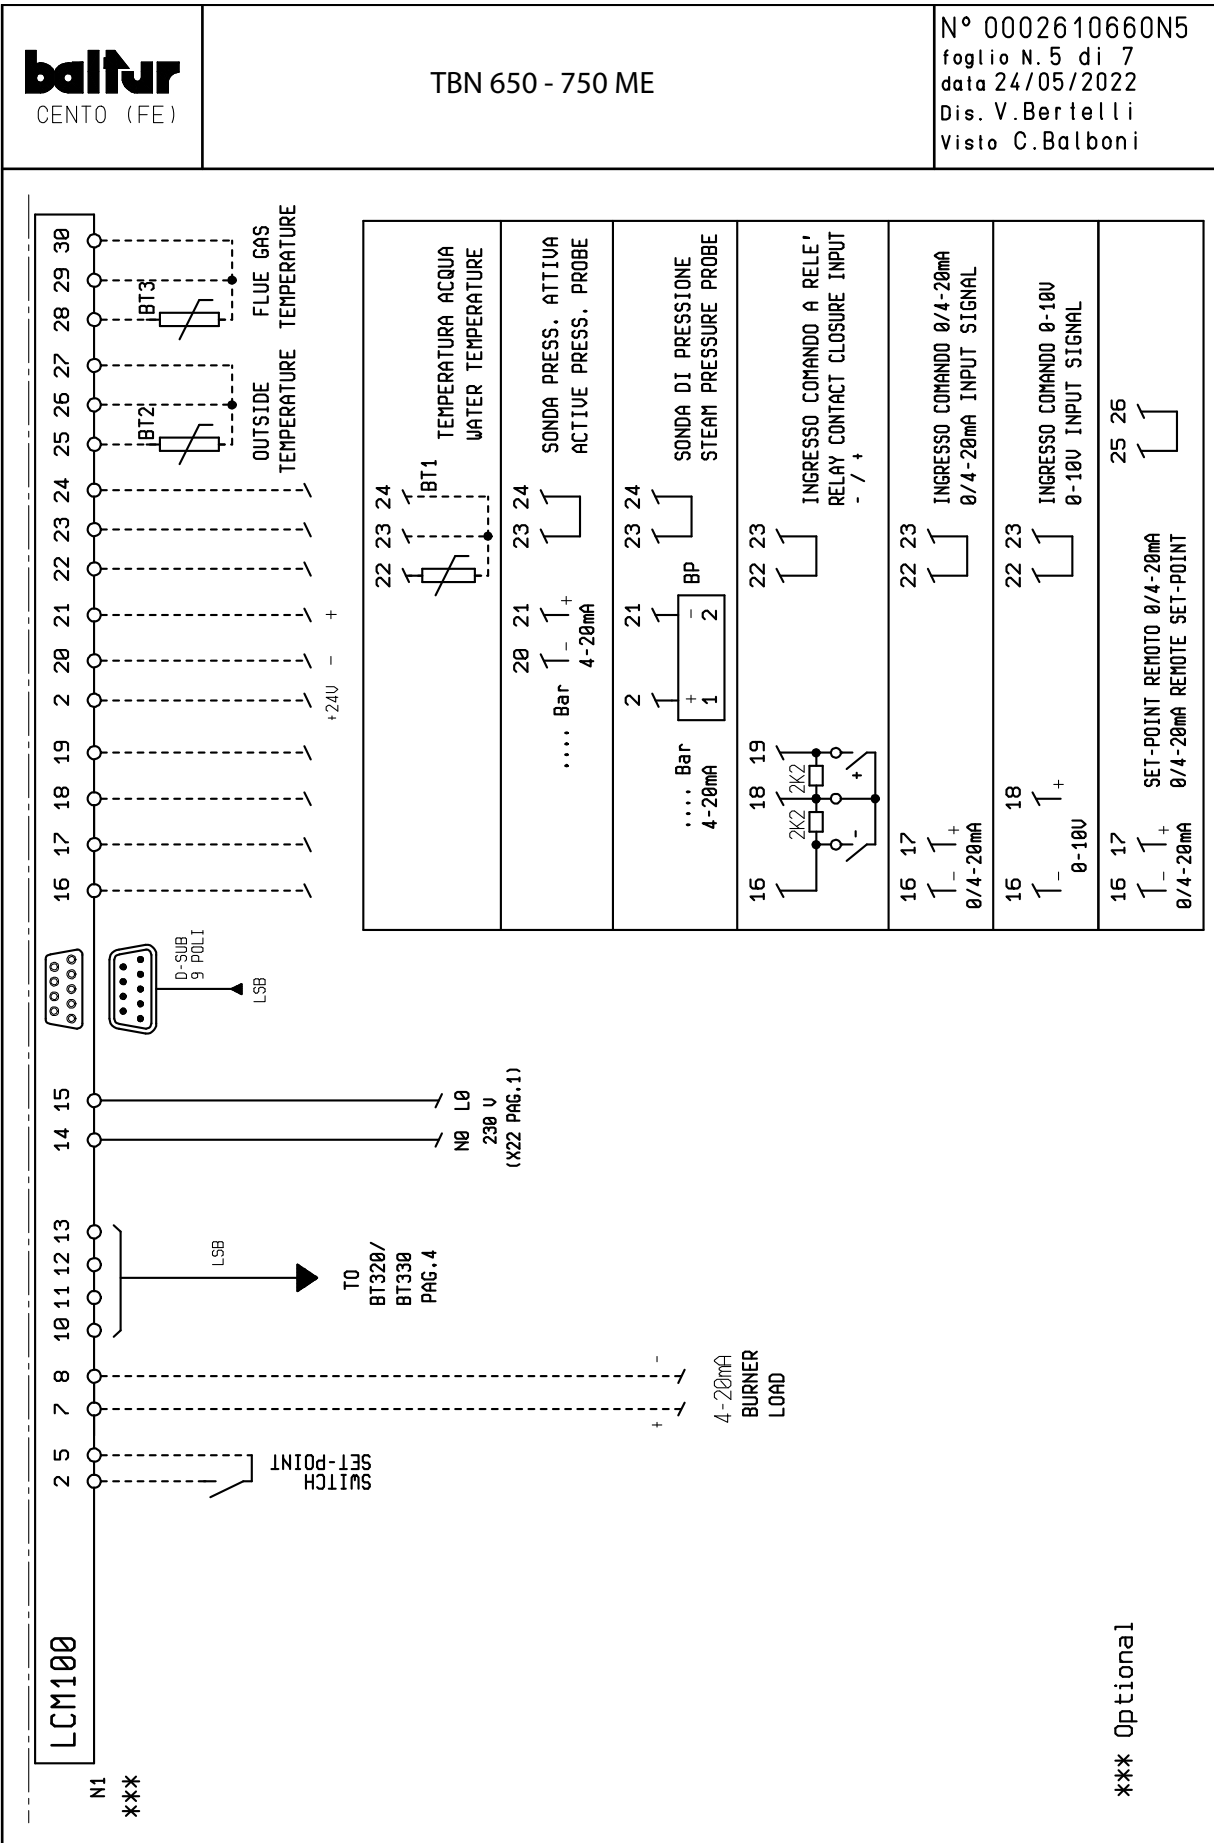 baltur
CENTO (FE)
TBN 650 - 750 ME
N° 0002610660N5
foglio N. 5 di 7
data 24/05/2022
Dis. V.Bertelli
Visto C.Balboni
LCM100
N1
***
2 5 7 8 10 11 12 13 14 15 16 17 18 19 2 20 21 22 23 24 25 26 27 28 29 30
SWITCH
SET-POINT
+ -
4-20mA
BURNER
LOAD
LSB
TO
BT320/
BT330
PAG.4
N0 L0
230 V
(X22 PAG.1)
D-SUB
9 POLI
LSB
+24V - +
BT2
OUTSIDE
TEMPERATURE
BT3
FLUE GAS
TEMPERATURE
22 23 24
BT1
TEMPERATURA ACQUA
WATER TEMPERATURE
20 21 23 24
- +
4-20mA
.... Bar
SONDA PRESS. ATTIVA
ACTIVE PRESS. PROBE
2 21 23 24
+ -
1 2
BP
.... Bar
4-20mA
SONDA DI PRESSIONE
STEAM PRESSURE PROBE
16 18 19 22 23
2K2 2K2
- +
INGRESSO COMANDO A RELE'
RELAY CONTACT CLOSURE INPUT
- / +
16 17 22 23
- +
0/4-20mA
INGRESSO COMANDO 0/4-20mA
0/4-20mA INPUT SIGNAL
16 18 22 23
- +
0-10V
INGRESSO COMANDO 0-10V
0-10V INPUT SIGNAL
16 17 25 26
- +
0/4-20mA
SET-POINT REMOTO 0/4-20mA
0/4-20mA REMOTE SET-POINT
*** Optional